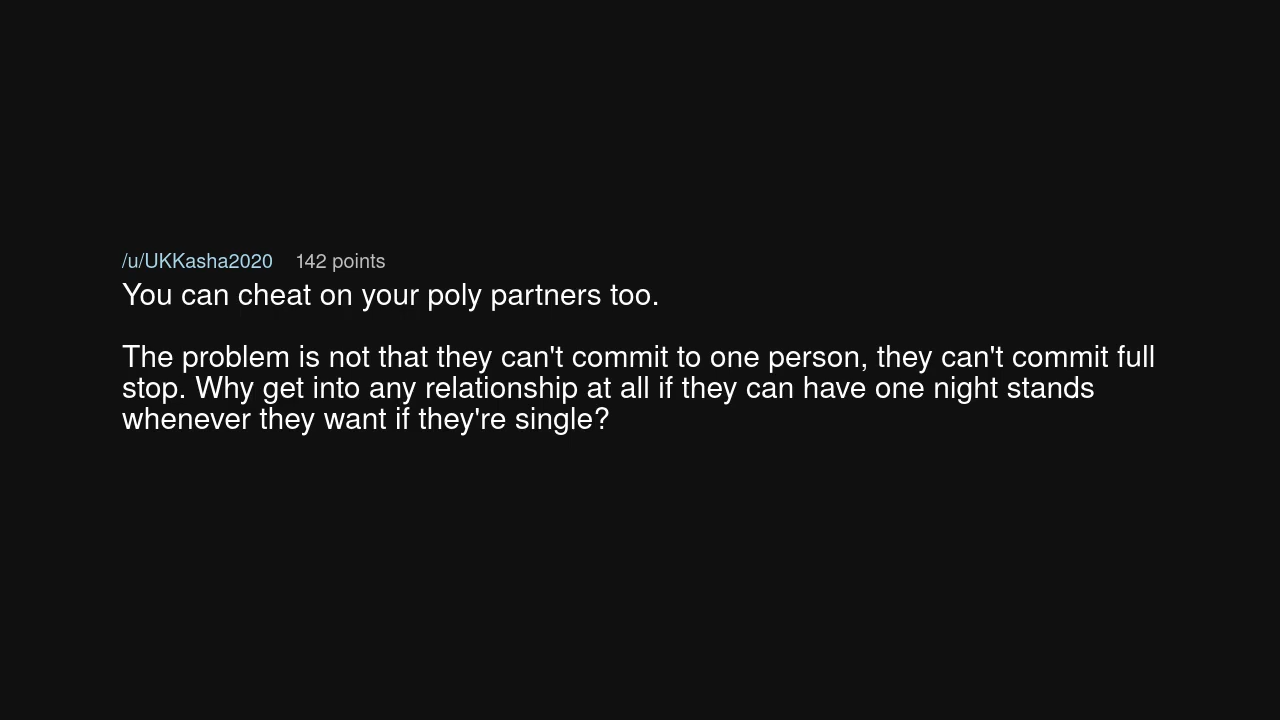 /u/UKKasha2020 142 points
You can cheat on your poly partners too.
The problem is not that they can't commit to one person, they can't commit full
stop. Why get into any relationship at all if they can have one night stands
whenever they want if they're single?